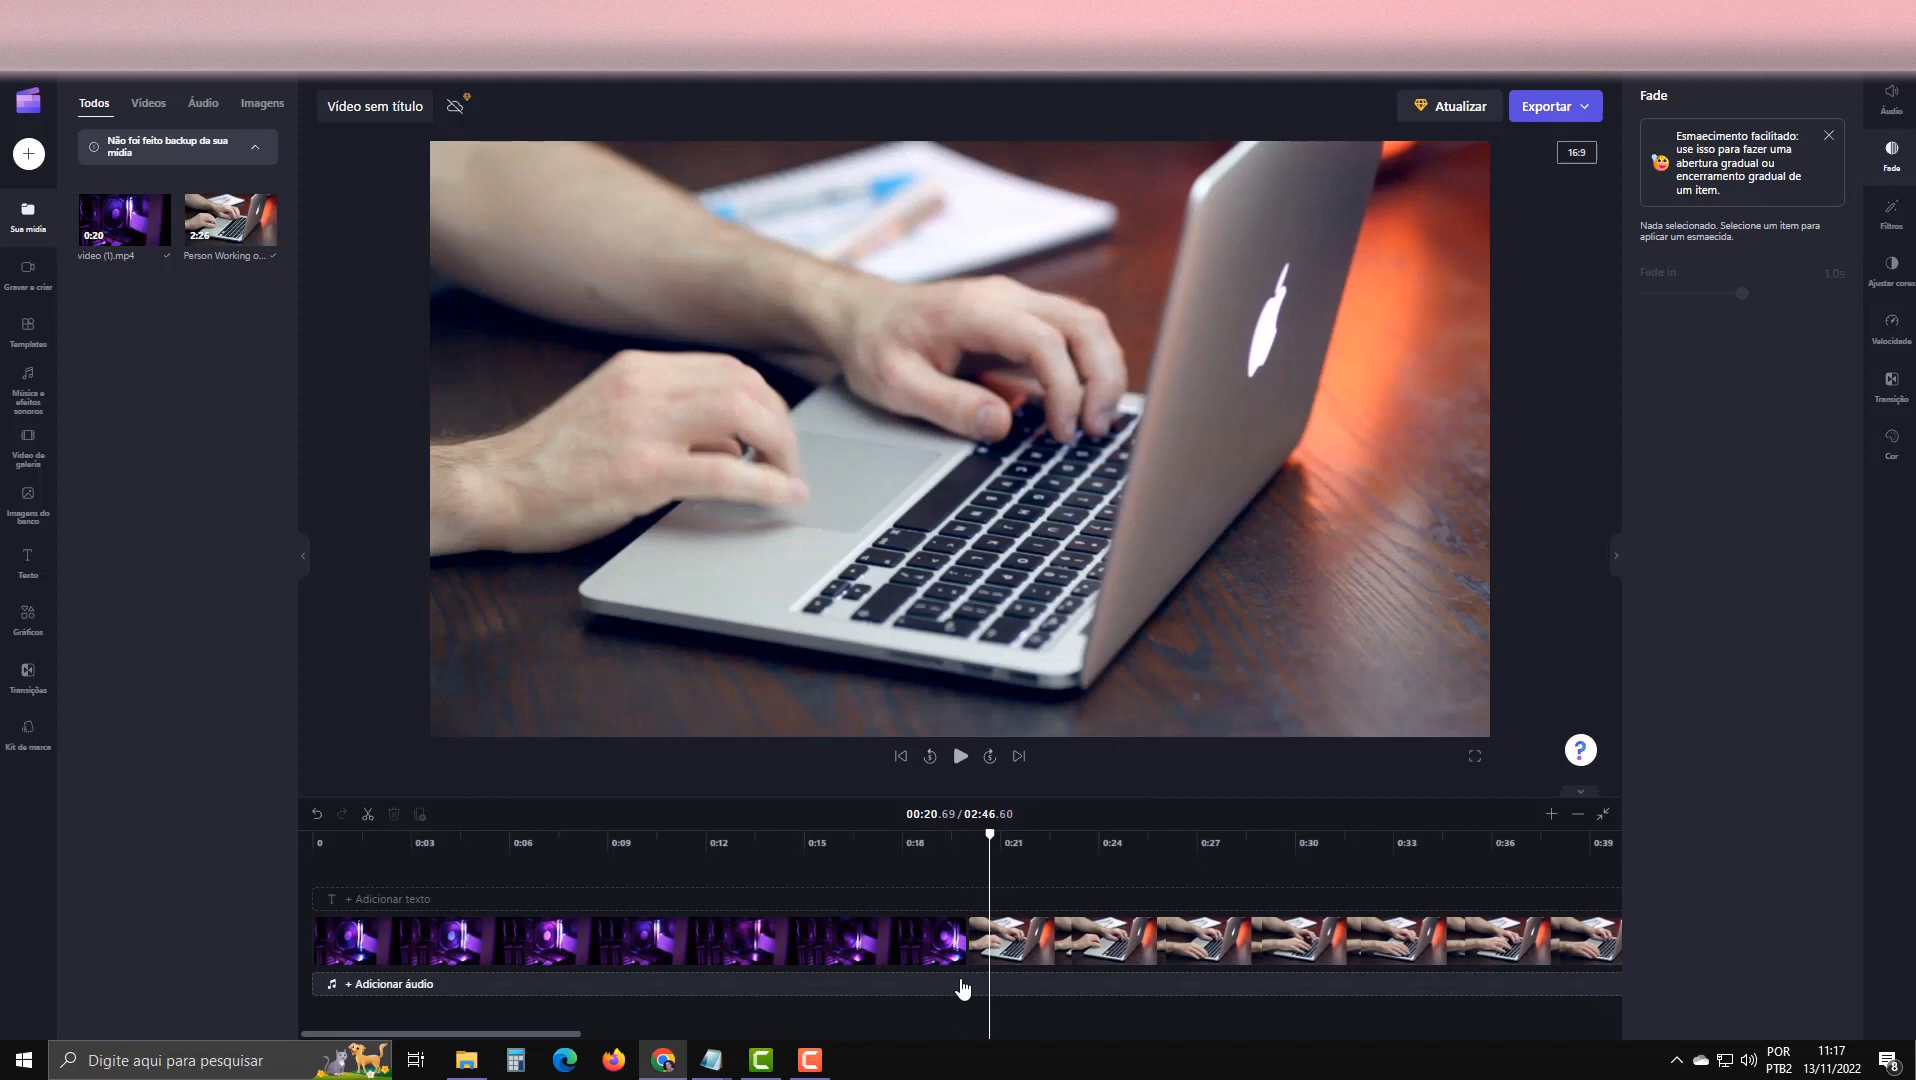 Todos Vídeos Áudio Imagens
Não foi feito backup da sua
mídia
0:20
2:26
video (1).mp4
Person Working o...
Sua mídia
Gravar e criar
Templates
Música e
efeitos
sonoros
Vídeo de
galeria
Imagens do
banco
Texto
Gráficos
Transições
Kit de marca
Vídeo sem título
Atualizar
Exportar
16:9
Fade
Esmaecimento facilitado:
use isso para fazer uma
abertura gradual ou
encerramento gradual de
um item.
Nada selecionado. Selecione um item para
aplicar um esmaecida.
Fade in 1.0s
Áudio
Fade
Filtros
Ajustar cores
Velocidade
Transição
Cor
?
00:20.69 / 02:46.60
0 0:03 0:06 0:09 0:12 0:15 0:18 0:21 0:24 0:27 0:30 0:33 0:36 0:39
T + Adicionar texto
+ Adicionar áudio
Digite aqui para pesquisar
POR
PTB2
11:17
13/11/2022
8